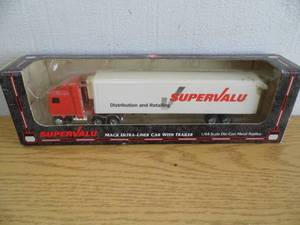 SUPERVALU
Distribution and Retailing
SUPERVALU
MACK ULTRA-LINER CAB WITH TRAILER
1/64 Scale Die-Cast Metal Replica